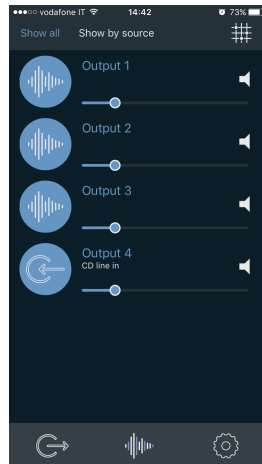 vodafone IT 14:42 73%
Show all Show by source
Output 1
Output 2
Output 3
Output 4
CD line in